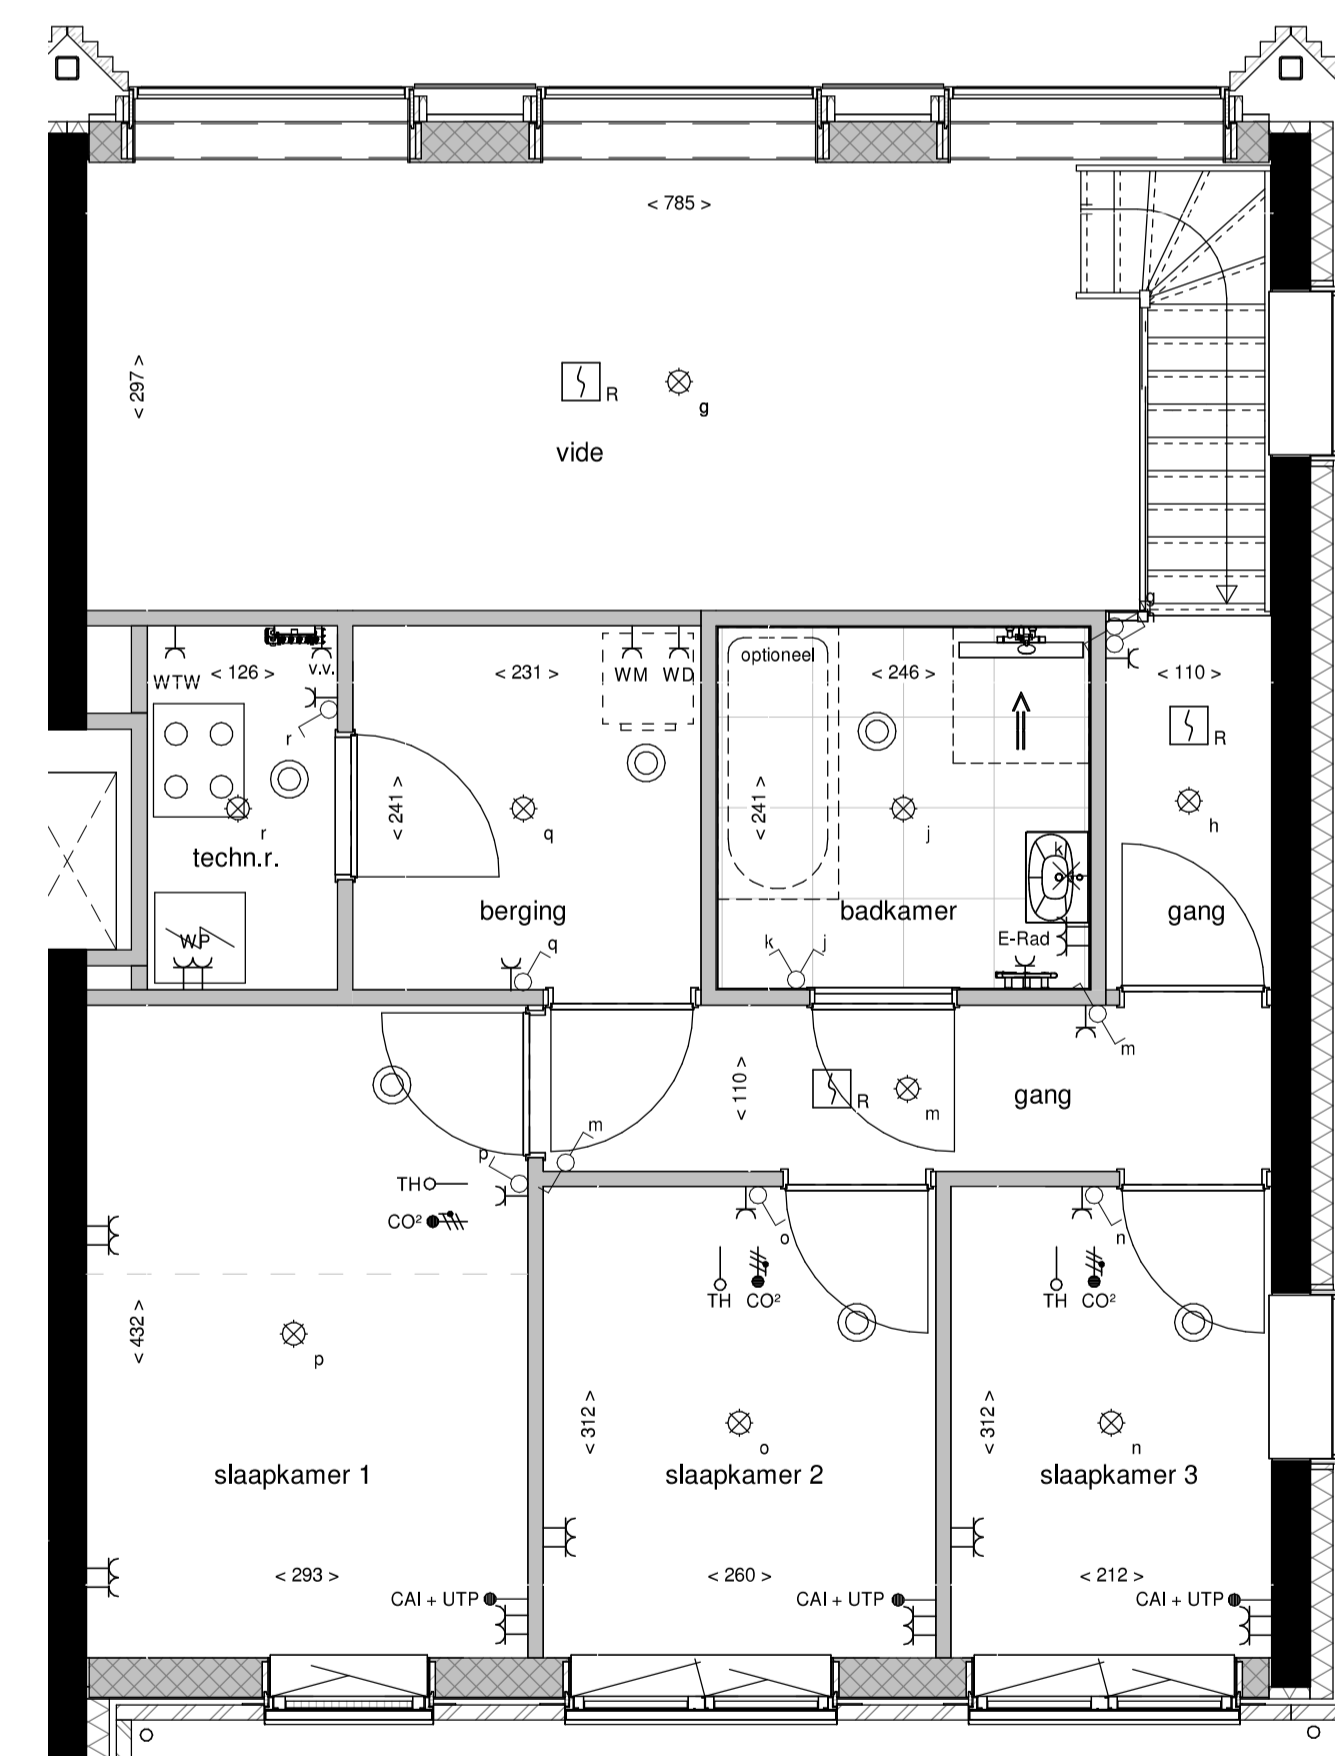 < 785 >
< 297 >
R
g
vide
g
WTW
< 126 >
v.v.
< 231 >
WM
WD
optioneel
< 246 >
< 110 >
r
R
< 241 >
< 241 >
r
q
j
h
techn.r.
k
berging
badkamer
gang
WP
q
k
j
E-Rad
m
< 110 >
R
m
gang
m
p
TH
CO²
o
n
TH
CO²
TH
CO²
< 432 >
p
< 312 >
o
< 312 >
n
slaapkamer 1
slaapkamer 2
slaapkamer 3
< 293 >
< 260 >
< 212 >
CAI + UTP
CAI + UTP
CAI + UTP